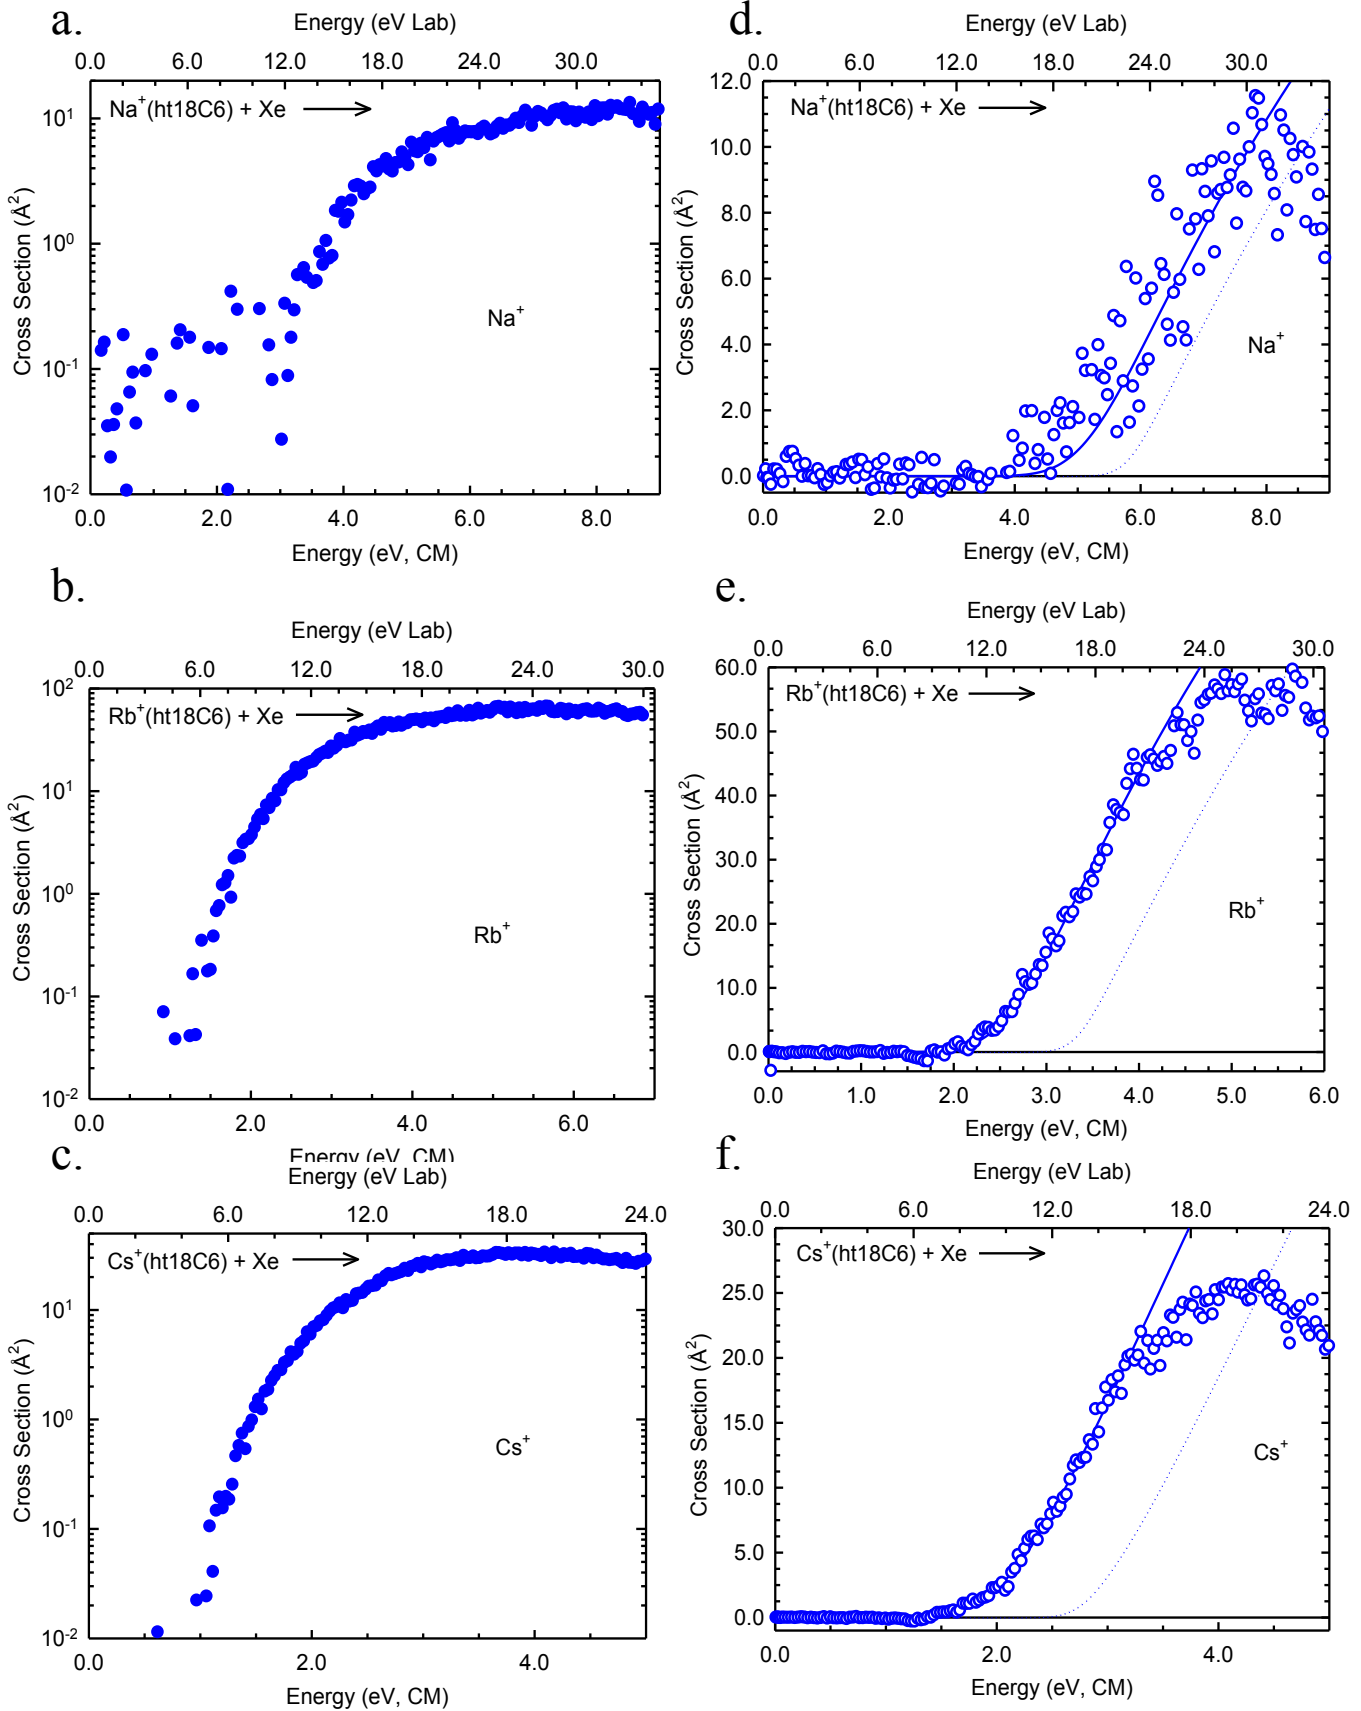 a.
Energy (eV Lab)
0.0 6.0 12.0 18.0 24.0 30.0
Na⁺(ht18C6) + Xe
10¹
10⁰
10⁻¹
10⁻²
Cross Section (Å²)
Na⁺
0.0 2.0 4.0 6.0 8.0
Energy (eV, CM)
d.
Energy (eV Lab)
0.0 6.0 12.0 18.0 24.0 30.0
Na⁺(ht18C6) + Xe
12.0
10.0
8.0
6.0
4.0
2.0
0.0
Cross Section (Å²)
Na⁺
0.0 2.0 4.0 6.0 8.0
Energy (eV, CM)
b.
Energy (eV Lab)
0.0 6.0 12.0 18.0 24.0 30.0
Rb⁺(ht18C6) + Xe
10²
10¹
10⁰
10⁻¹
10⁻²
Cross Section (Å²)
Rb⁺
0.0 2.0 4.0 6.0
Energy (eV, CM)
e.
Energy (eV Lab)
0.0 6.0 12.0 18.0 24.0 30.0
Rb⁺(ht18C6) + Xe
60.0
50.0
40.0
30.0
20.0
10.0
0.0
Cross Section (Å²)
Rb⁺
0.0 1.0 2.0 3.0 4.0 5.0 6.0
Energy (eV, CM)
c.
Energy (eV Lab)
0.0 6.0 12.0 18.0 24.0
Cs⁺(ht18C6) + Xe
10¹
10⁰
10⁻¹
10⁻²
Cross Section (Å²)
Cs⁺
0.0 2.0 4.0
Energy (eV, CM)
f.
Energy (eV Lab)
0.0 6.0 12.0 18.0 24.0
Cs⁺(ht18C6) + Xe
30.0
25.0
20.0
15.0
10.0
5.0
0.0
Cross Section (Å²)
Cs⁺
0.0 2.0 4.0
Energy (eV, CM)